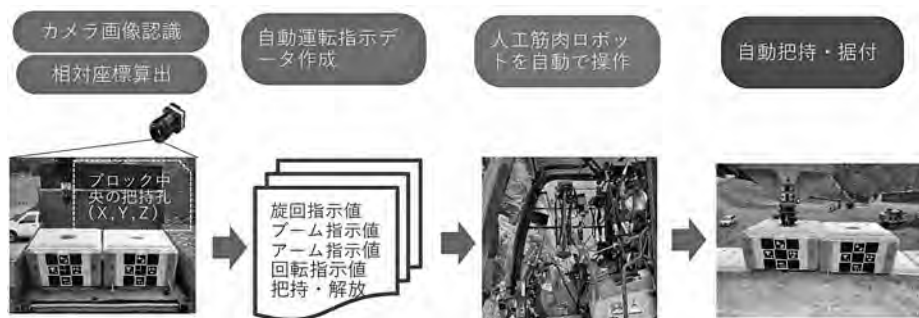 カメラ画像認識
相対座標算出
自動運転指示デ
ータ作成
人工筋肉ロボッ
トを自動で操作
自動把持・据付
ブロック中
央の把持孔
(X,Y,Z)
旋回指示値
ブーム指示値
アーム指示値
回転指示値
把持・解放